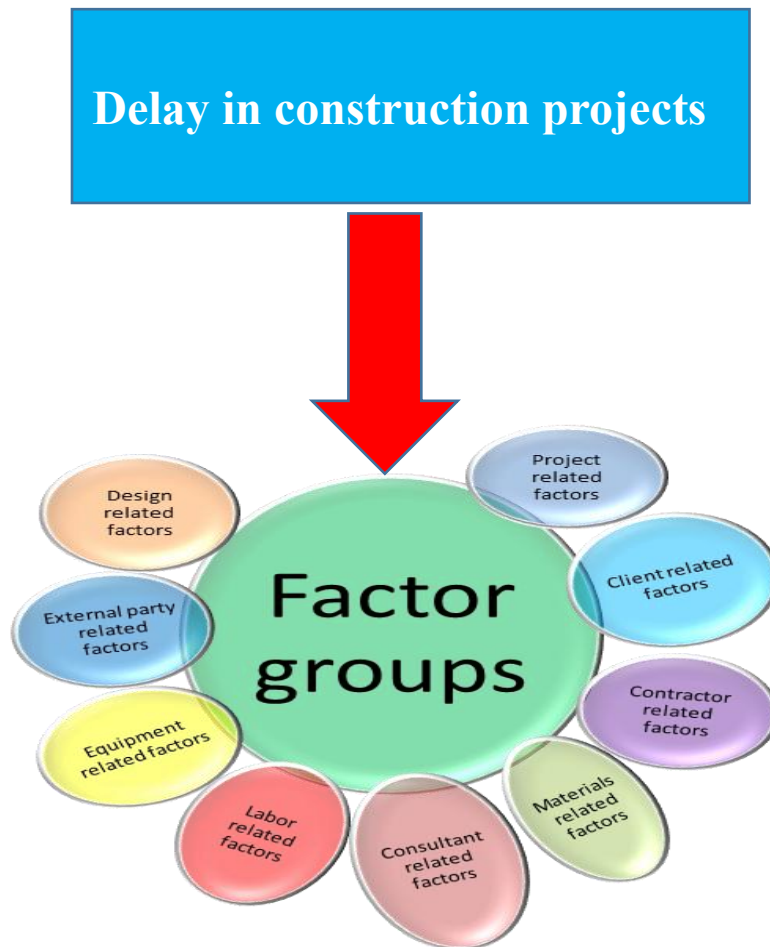 Delay in construction projects
Project
related
factors
Design
related
factors
Client related
factors
Factor
groups
External party
related
factors
Contractor
related
factors
Equipment
related factors
Materials
related
factors
Labor
related
factors
Consultant
related
factors